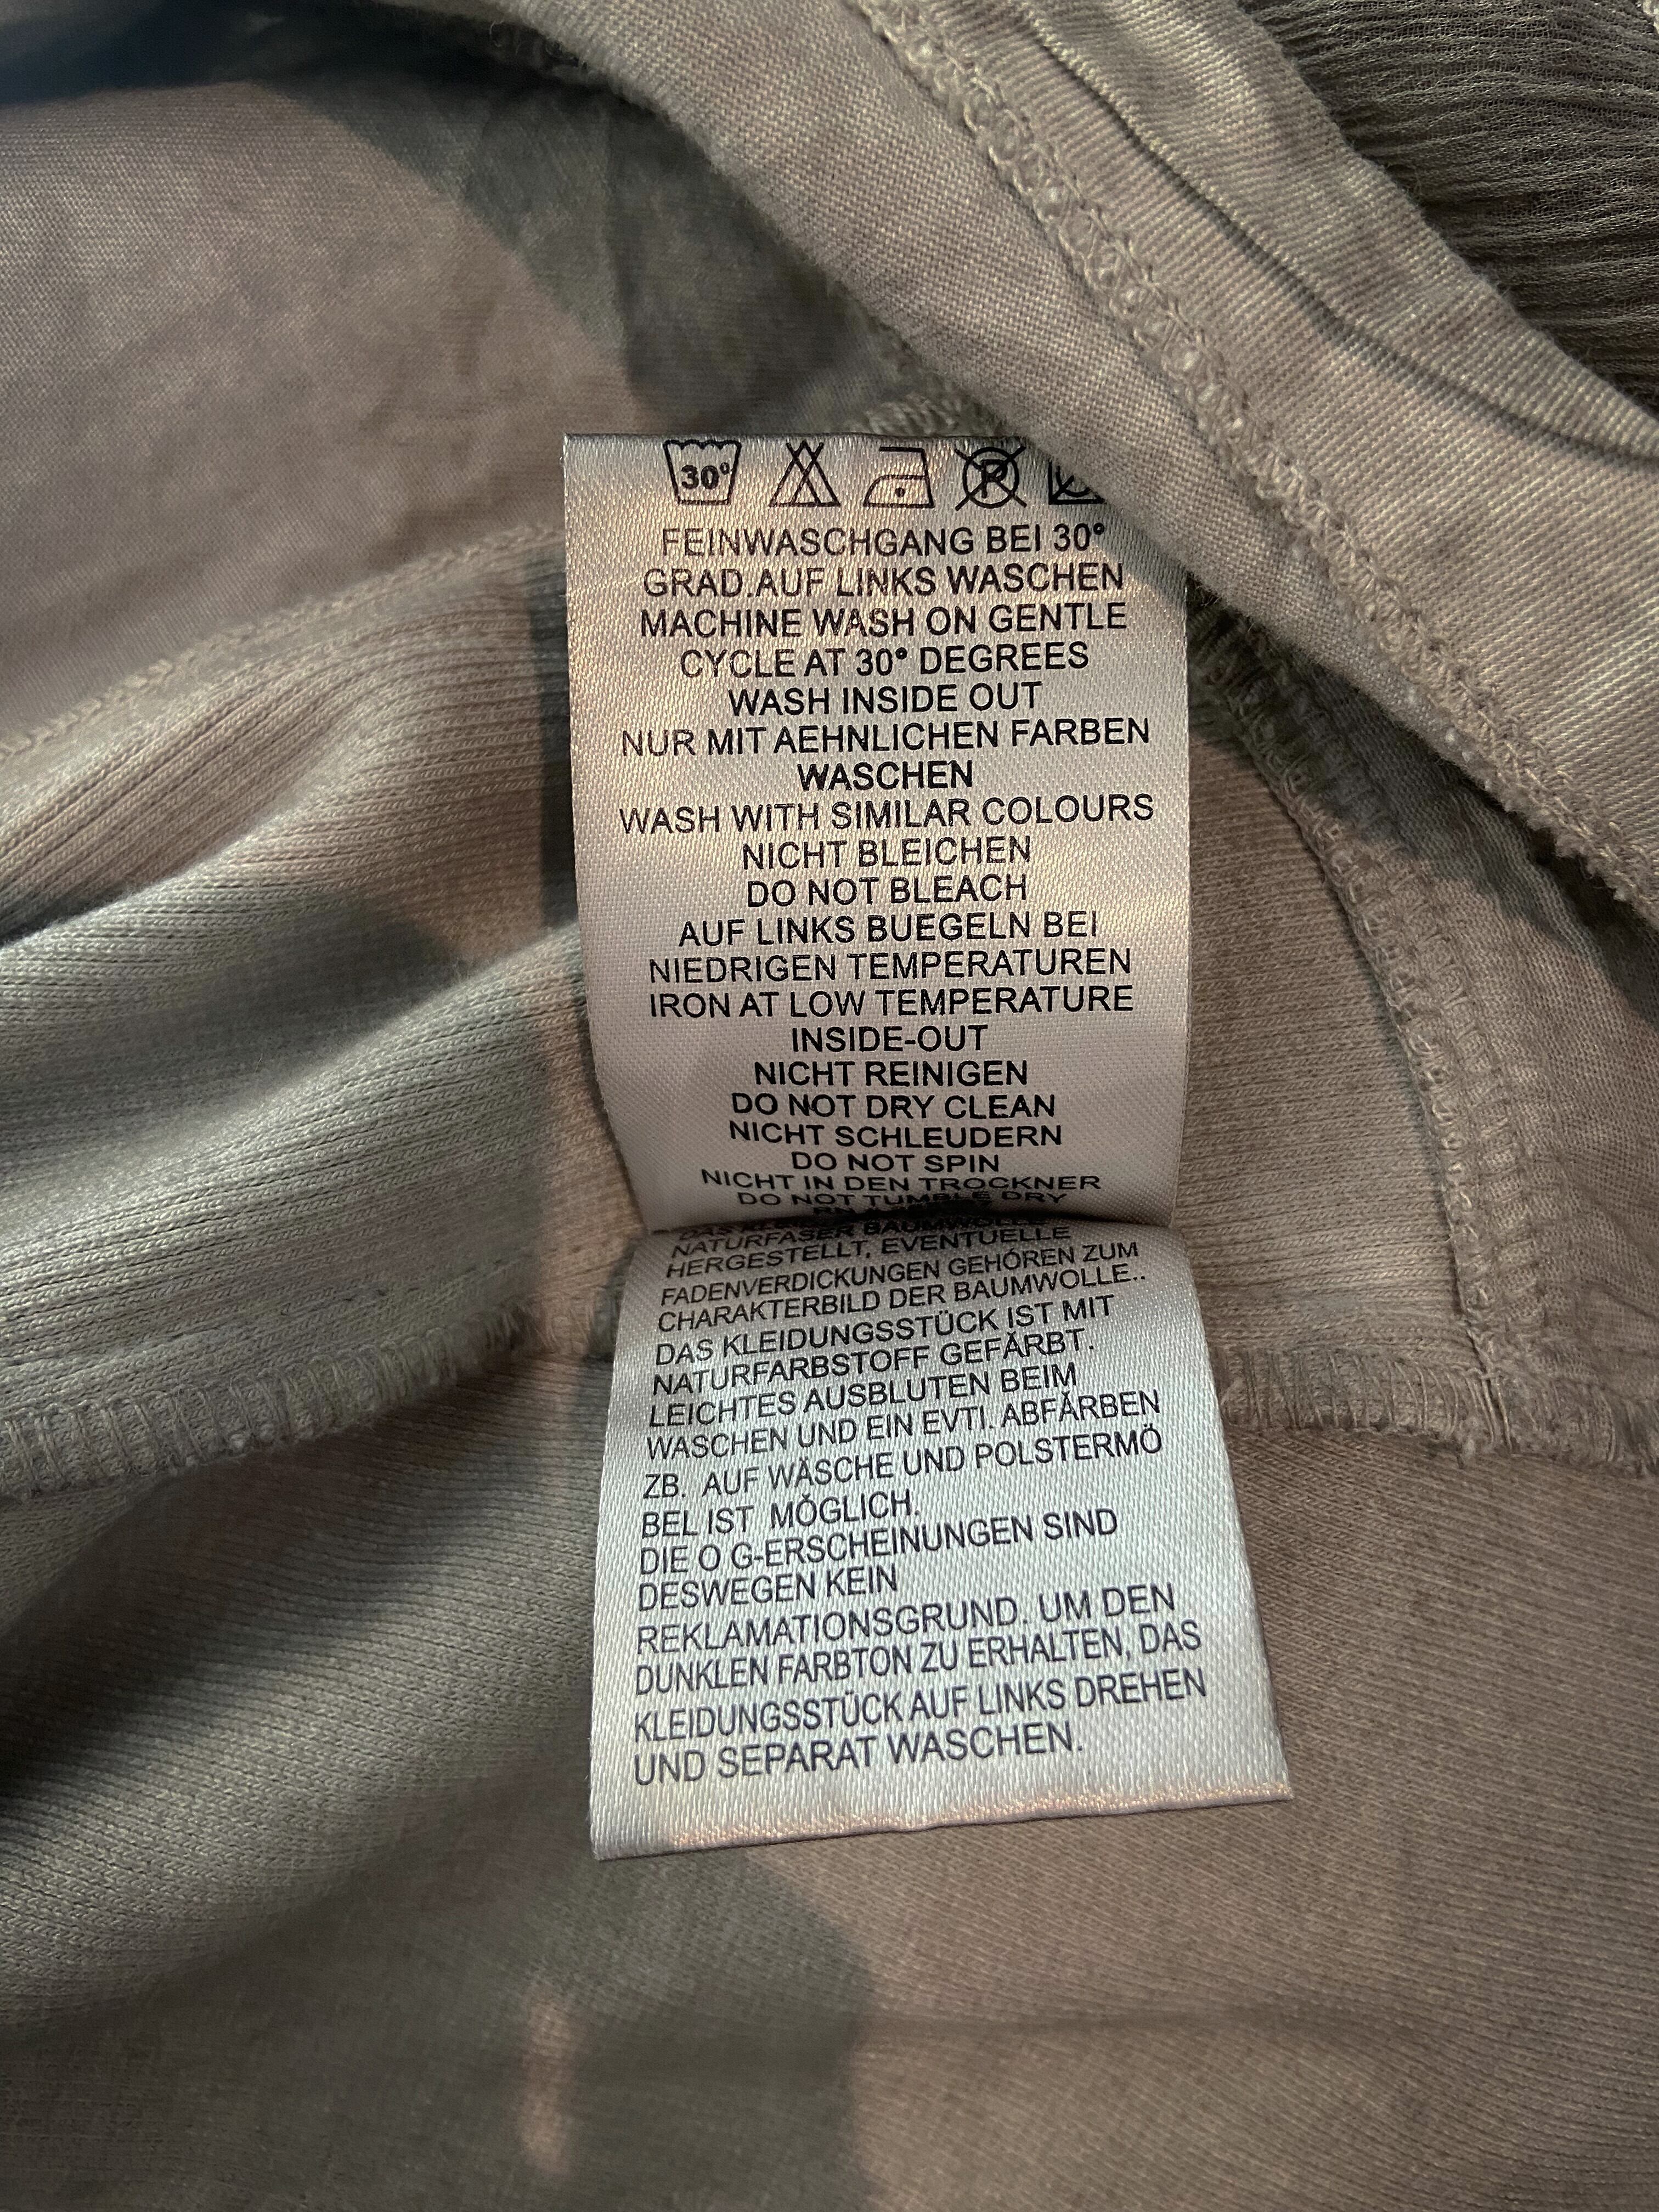 30°
P
FEINWASCHGANG BEI 30°
GRAD.AUF LINKS WASCHEN
MACHINE WASH ON GENTLE
CYCLE AT 30° DEGREES
WASH INSIDE OUT
NUR MIT AEHNLICHEN FARBEN
WASCHEN
WASH WITH SIMILAR COLOURS
NICHT BLEICHEN
DO NOT BLEACH
AUF LINKS BUEGELN BEI
NIEDRIGEN TEMPERATUREN
IRON AT LOW TEMPERATURE
INSIDE-OUT
NICHT REINIGEN
DO NOT DRY CLEAN
NICHT SCHLEUDERN
DO NOT SPIN
NICHT IN DEN TROCKNER
DO NOT TUMBLE DRY
DAS
NATURFASER BAUMWOLLE
HERGESTELLT, EVENTUELLE
FADENVERDICKUNGEN GEHÖREN ZUM
CHARAKTERBILD DER BAUMWOLLE..
DAS KLEIDUNGSSTÜCK IST MIT
NATURFARBSTOFF GEFÄRBT.
LEICHTES AUSBLUTEN BEIM
WASCHEN UND EIN EVTl. ABFÄRBEN
ZB. AUF WÄSCHE UND POLSTERMÖ
BEL IST MÖGLICH.
DIE O G-ERSCHEINUNGEN SIND
DESWEGEN KEIN
REKLAMATIONSGRUND. UM DEN
DUNKLEN FARBTON ZU ERHALTEN, DAS
KLEIDUNGSSTÜCK AUF LINKS DREHEN
UND SEPARAT WASCHEN.